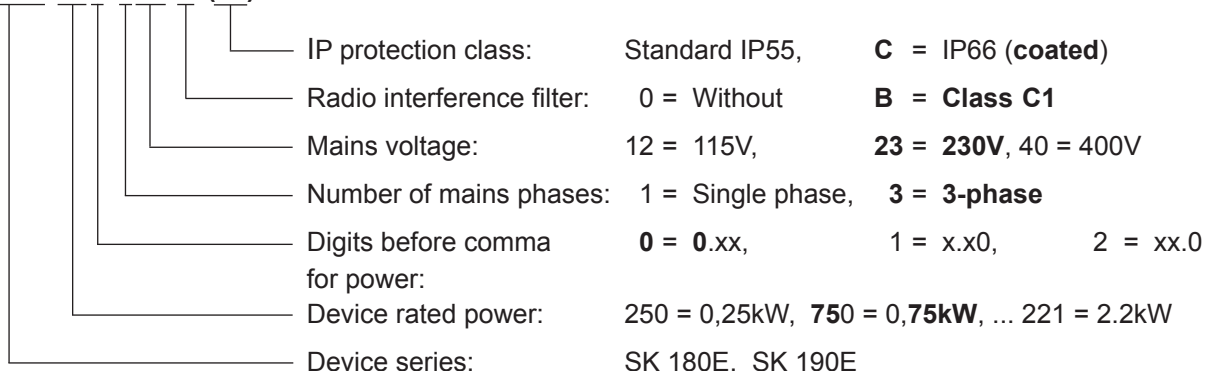 IP protection class: Standard IP55, C = IP66 (coated)
Radio interference filter: 0 = Without B = Class C1
Mains voltage: 12 = 115V, 23 = 230V, 40 = 400V
Number of mains phases: 1 = Single phase, 3 = 3-phase
Digits before comma 0 = 0.xx, 1 = x.x0, 2 = xx.0
for power:
Device rated power: 250 = 0,25kW, 750 = 0,75kW, ... 221 = 2.2kW
Device series: SK 180E, SK 190E